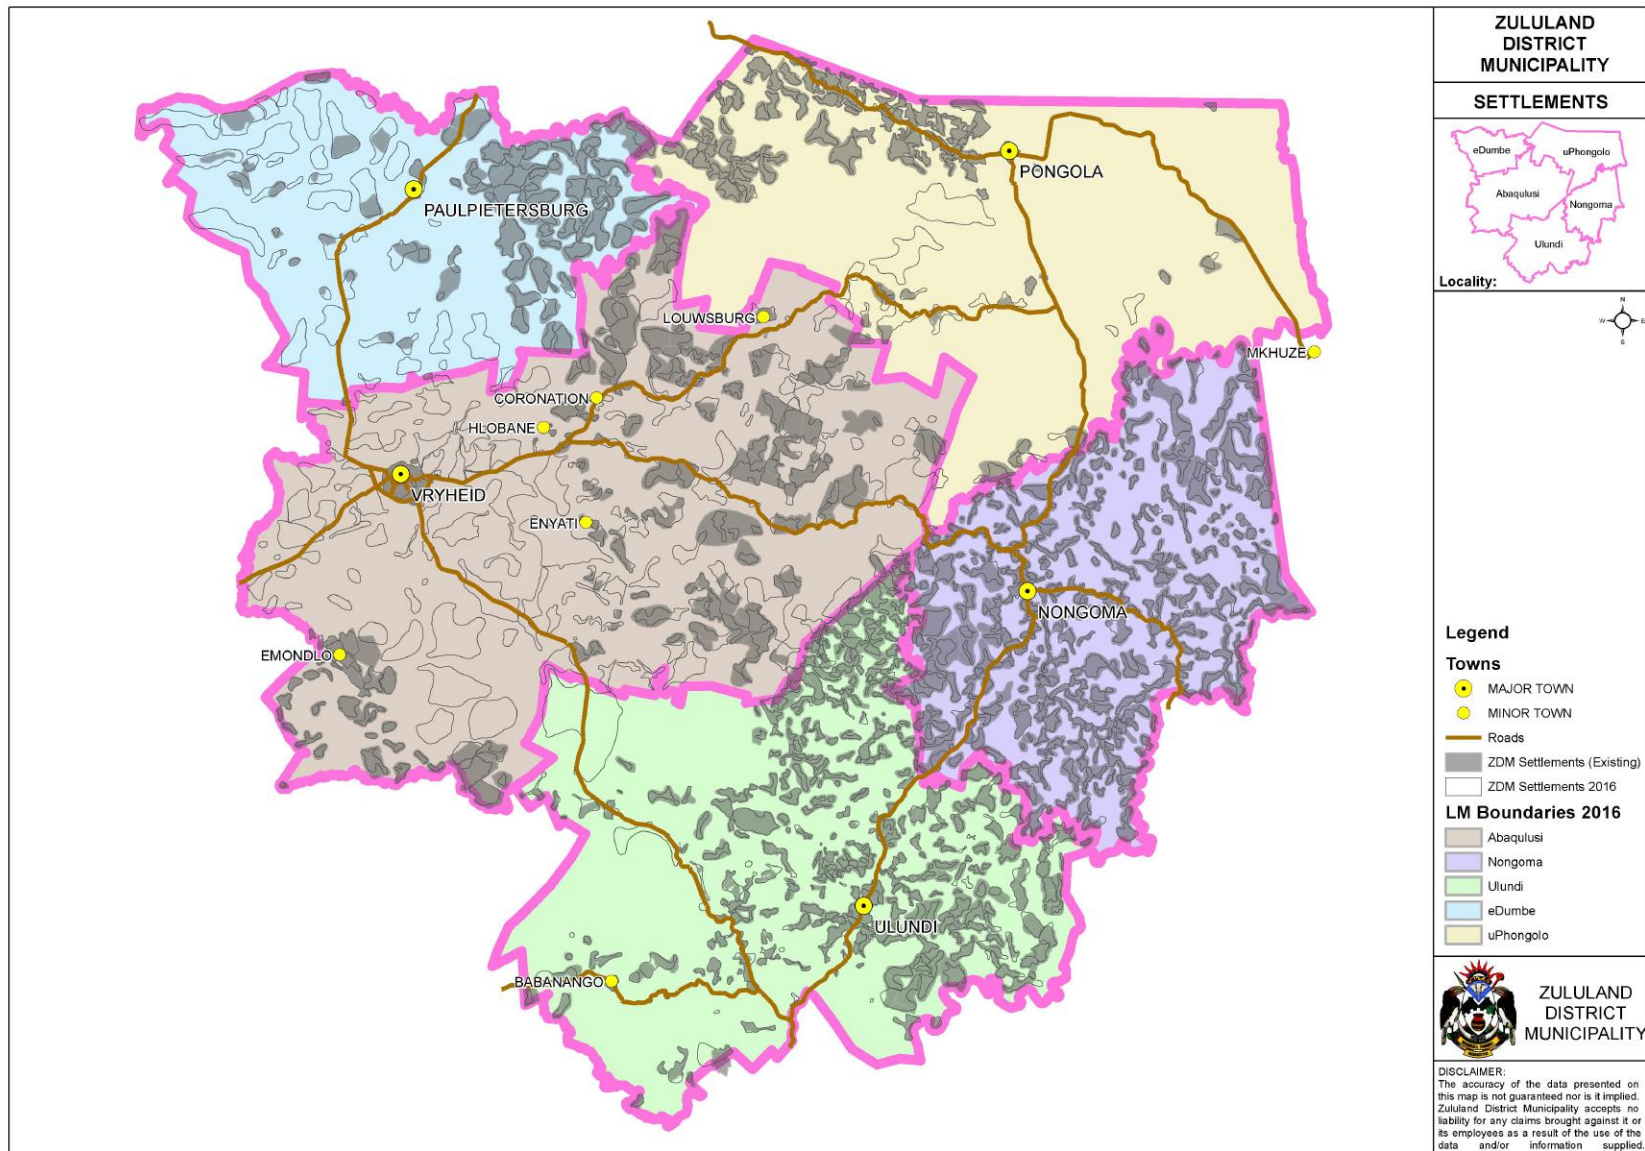 ZULULAND
DISTRICT
MUNICIPALITY
SETTLEMENTS
eDumbe
uPhongolo
Abaqulusi
Nongoma
Ulundi
Locality:
N
W
E
S
PONGOLA
PAULPIETERSBURG
LOUWSBURG
MKHUZE
CORONATION
HLOBANE
VRYHEID
ENYATI
NONGOMA
EMONDLO
ULUNDI
BABANANGO
Legend
Towns
MAJOR TOWN
MINOR TOWN
Roads
ZDM Settlements (Existing)
ZDM Settlements 2016
LM Boundaries 2016
Abaqulusi
Nongoma
Ulundi
eDumbe
uPhongolo
ZULULAND
DISTRICT
MUNICIPALITY
DISCLAIMER:
The accuracy of the data presented on
this map is not guaranteed nor is it implied.
Zululand District Municipality accepts no
liability for any claims brought against it or
its employees as a result of the use of the
data and/or information supplied.